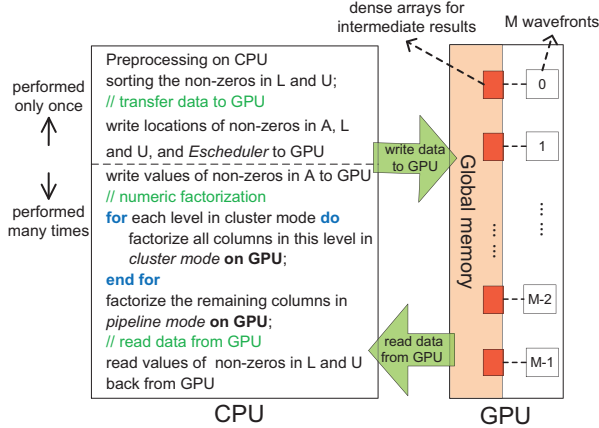 dense arrays for
intermediate results
M wavefronts
performed
only once
performed
many times
Preprocessing on CPU
sorting the non-zeros in L and U;
// transfer data to GPU
write locations of non-zeros in A, L
and U, and Escheduler to GPU
write values of non-zeros in A to GPU
// numeric factorization
for each level in cluster mode do
factorize all columns in this level in
cluster mode on GPU;
end for
factorize the remaining columns in
pipeline mode on GPU;
// read data from GPU
read values of non-zeros in L and U
back from GPU
CPU
write data
to GPU
read data
from GPU
Global memory
0
1
... ...
... ...
M-2
M-1
GPU